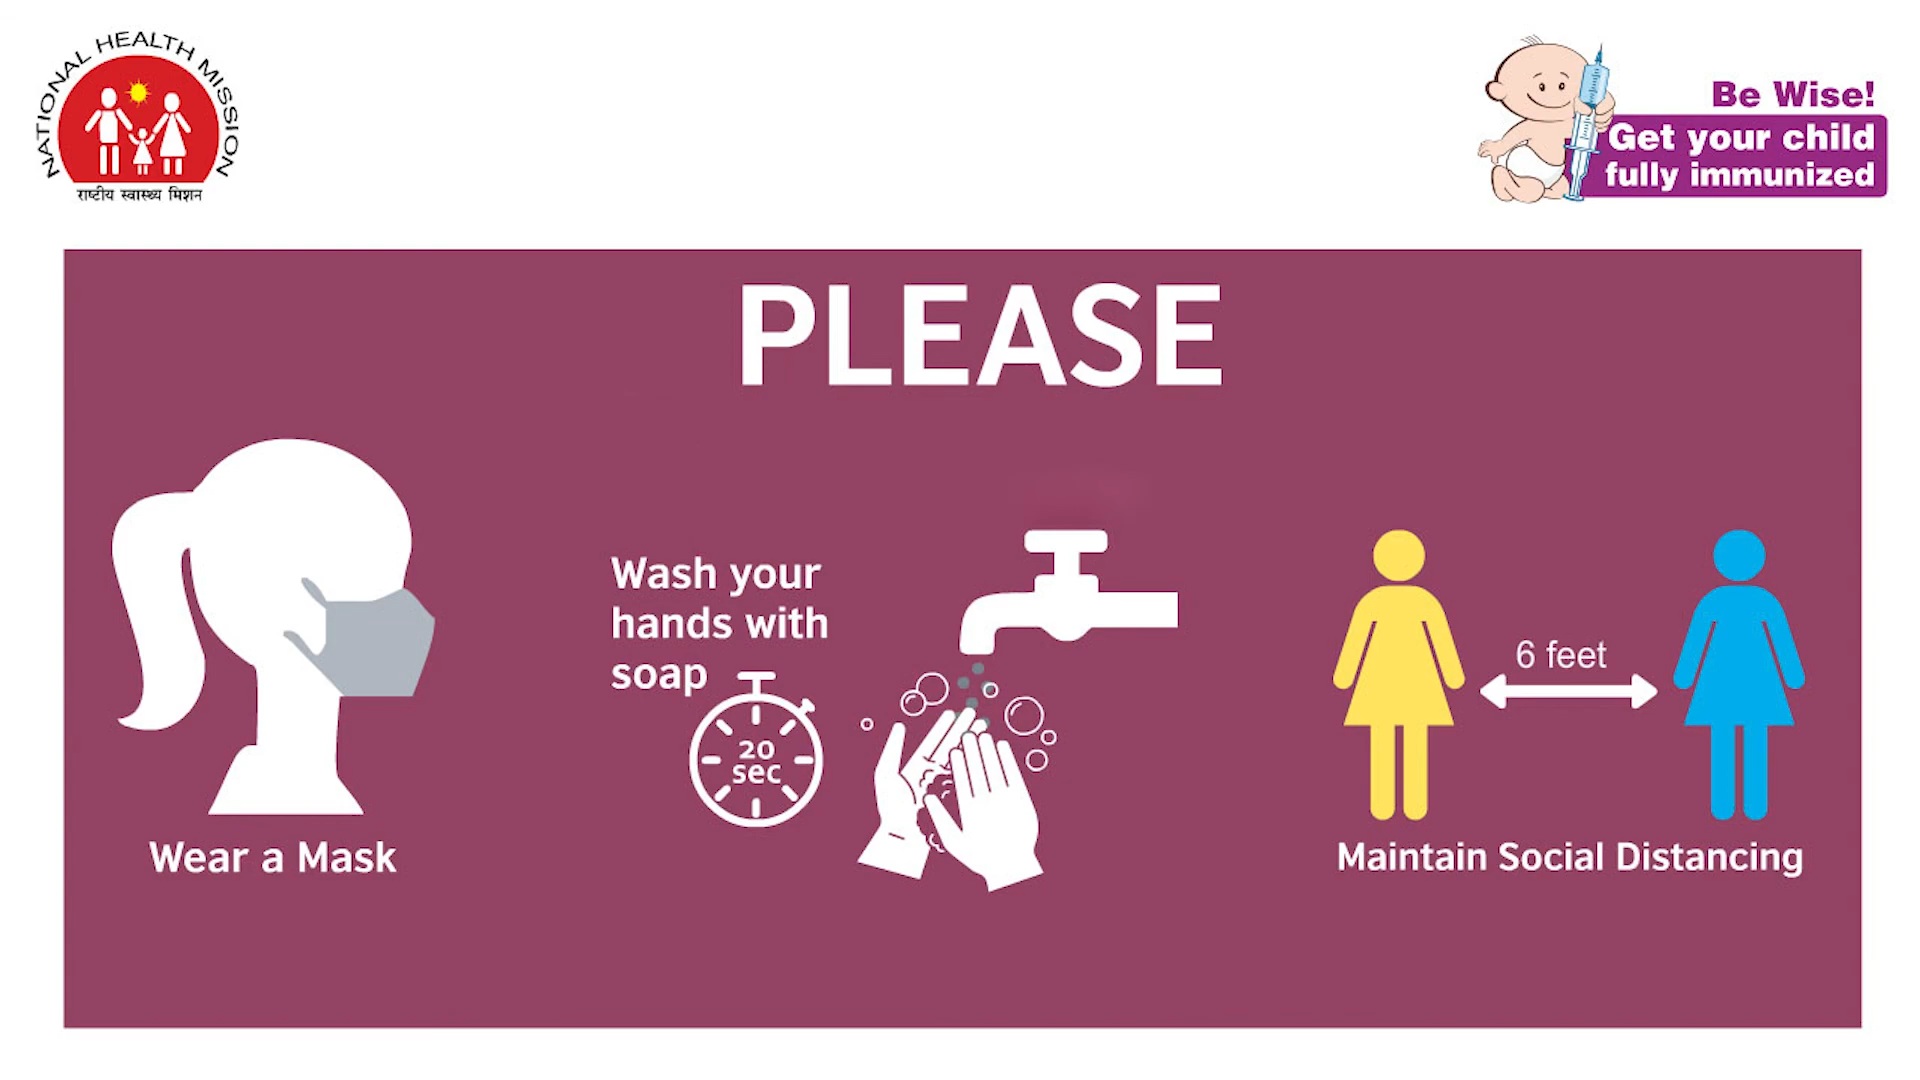 NATIONAL HEALTH MISSION
राष्ट्रीय स्वास्थ्य मिशन
Be Wise!
Get your child
fully immunized
PLEASE
Wear a Mask
Wash your
hands with
soap
20
sec
6 feet
Maintain Social Distancing